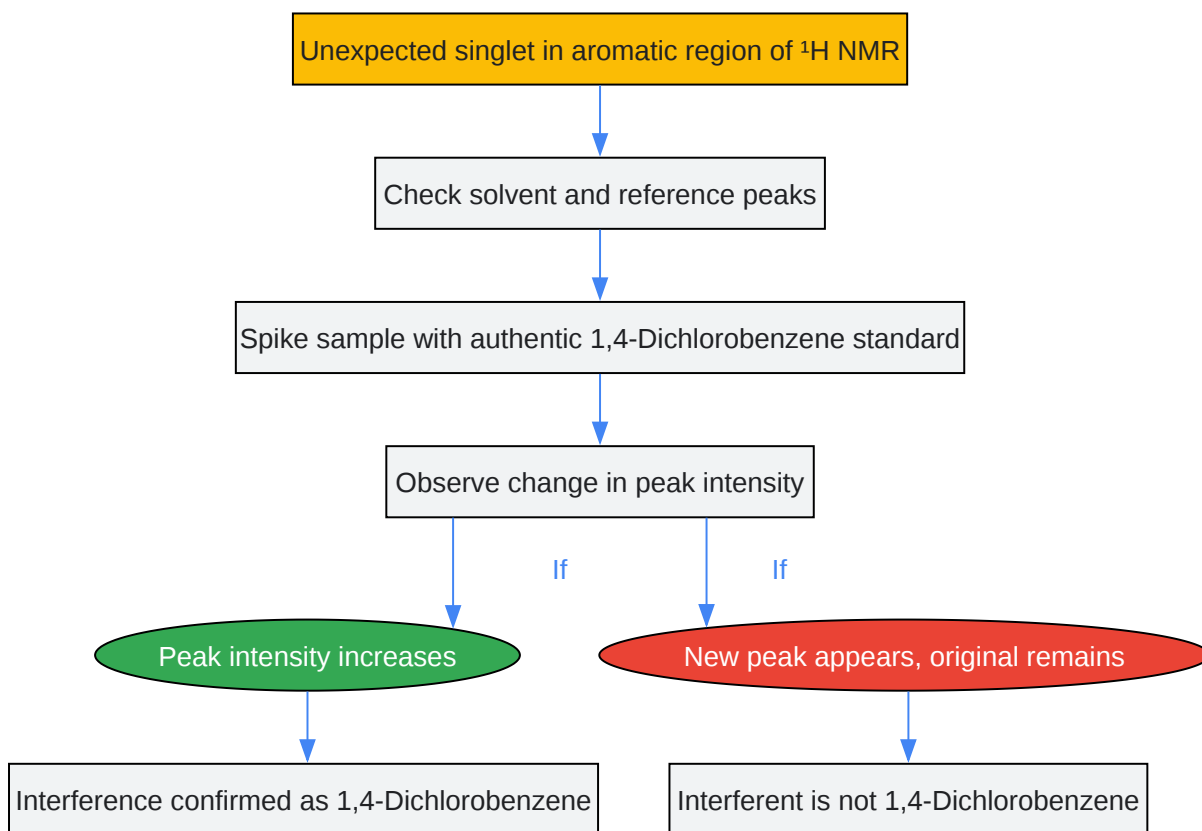 Unexpected singlet in aromatic region of ¹H NMR
Check solvent and reference peaks
Spike sample with authentic 1,4-Dichlorobenzene standard
Observe change in peak intensity
If
If
Peak intensity increases
New peak appears, original remains
Interference confirmed as 1,4-Dichlorobenzene
Interferent is not 1,4-Dichlorobenzene